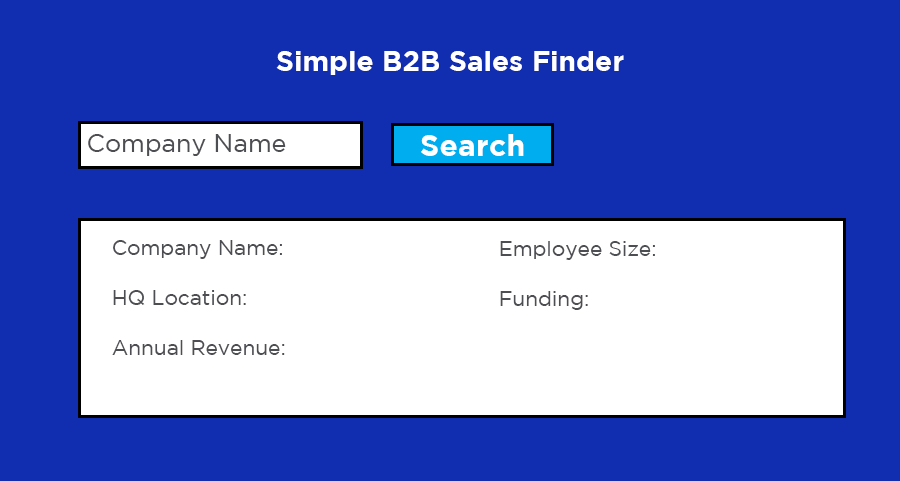 Simple B2B Sales Finder
Company Name
Search
Company Name:
Employee Size:
HQ Location:
Funding:
Annual Revenue: